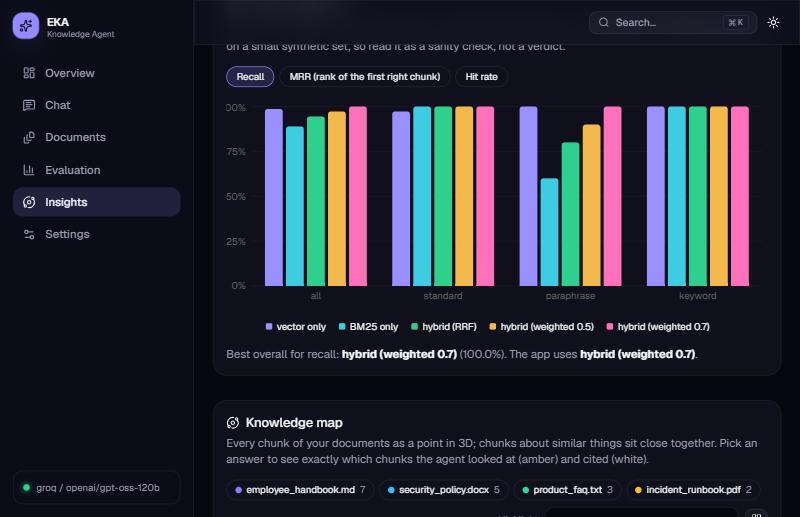 EKA
Knowledge Agent
Search...
⌘ K
Overview
Chat
Documents
Evaluation
Insights
Settings
groq / openai/gpt-oss-120b
on a small synthetic set, so read it as a sanity check, not a verdict.
Recall
MRR (rank of the first right chunk)
Hit rate
00%
75%
50%
25%
0%
all
standard
paraphrase
keyword
vector only
BM25 only
hybrid (RRF)
hybrid (weighted 0.5)
hybrid (weighted 0.7)
Best overall for recall: hybrid (weighted 0.7) (100.0%). The app uses hybrid (weighted 0.7).
Knowledge map
Every chunk of your documents as a point in 3D; chunks about similar things sit close together. Pick an
answer to see exactly which chunks the agent looked at (amber) and cited (white).
employee_handbook.md 7
security_policy.docx 5
product_faq.txt 3
incident_runbook.pdf 2